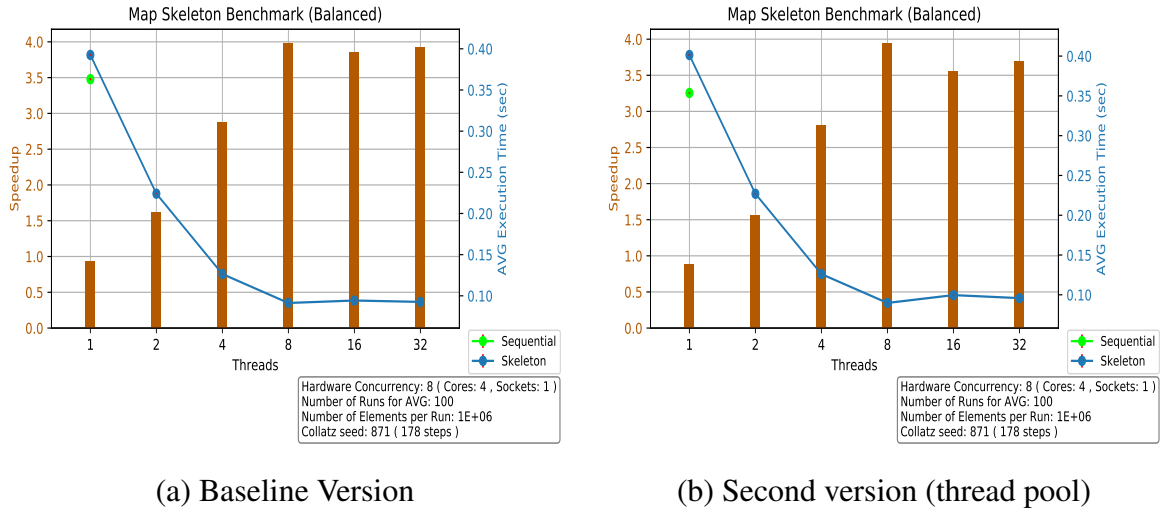 Map Skeleton Benchmark (Balanced)
4.0
3.5
3.0
2.5
2.0
1.5
1.0
0.5
0.0
Speedup
0.40
0.35
0.30
0.25
0.20
0.15
0.10
AVG Execution Time (sec)
1 2 4 8 16 32
Threads
Sequential
Skeleton
Hardware Concurrency: 8 ( Cores: 4 , Sockets: 1 )
Number of Runs for AVG: 100
Number of Elements per Run: 1E+06
Collatz seed: 871 ( 178 steps )
(a) Baseline Version
Map Skeleton Benchmark (Balanced)
4.0
3.5
3.0
2.5
2.0
1.5
1.0
0.5
0.0
Speedup
0.40
0.35
0.30
0.25
0.20
0.15
0.10
AVG Execution Time (sec)
1 2 4 8 16 32
Threads
Sequential
Skeleton
Hardware Concurrency: 8 ( Cores: 4 , Sockets: 1 )
Number of Runs for AVG: 100
Number of Elements per Run: 1E+06
Collatz seed: 871 ( 178 steps )
(b) Second version (thread pool)